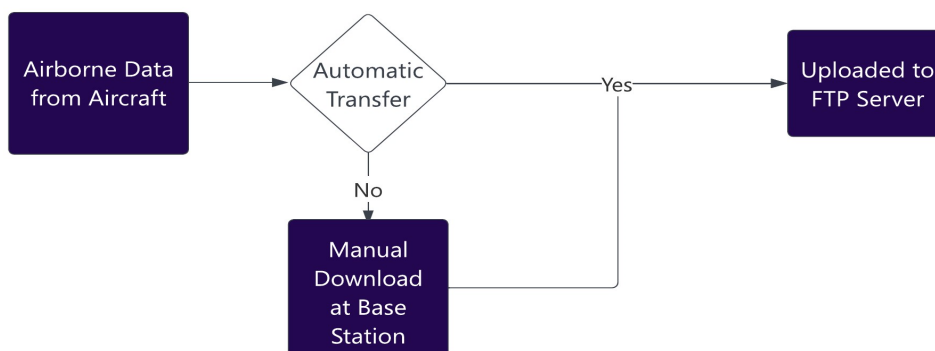 Airborne Data
from Aircraft
Automatic
Transfer
Yes
Uploaded to
FTP Server
No
Manual
Download
at Base
Station